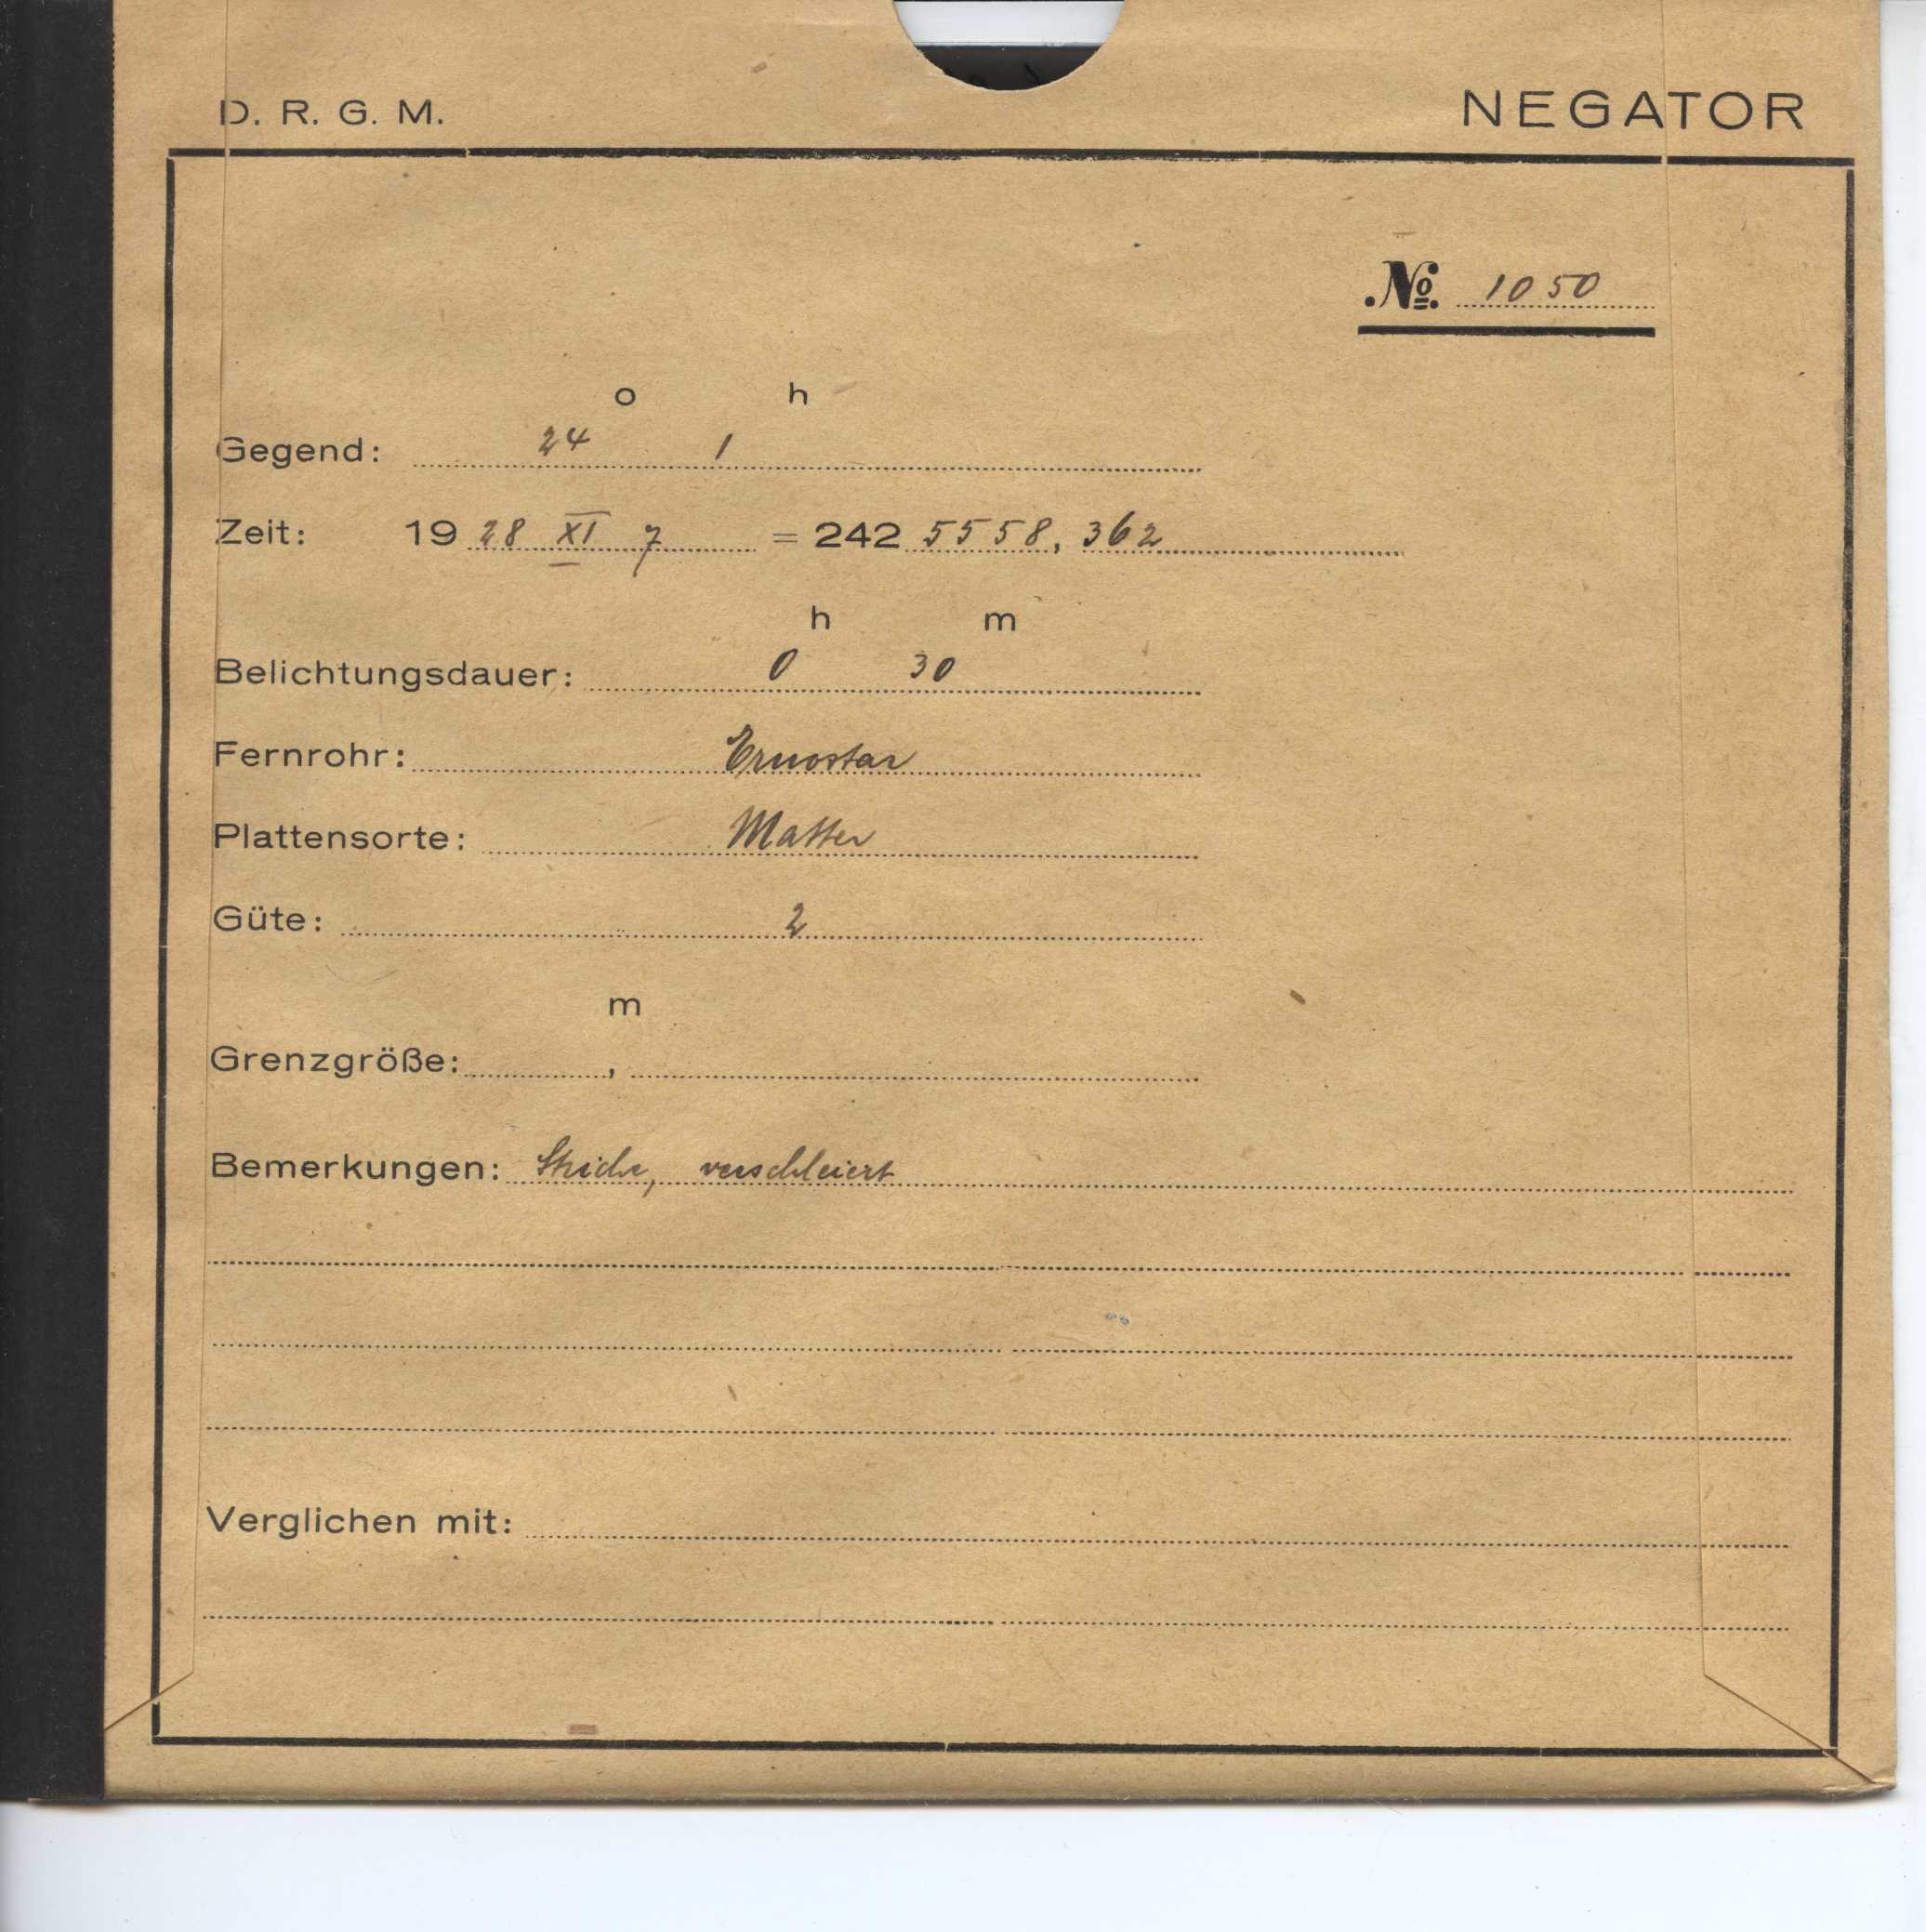 D. R. G. M. NEGATOR
№ 1050
o h
Gegend: 24 1
Zeit: 19 28 XI 7 = 242 5558, 362
h m
Belichtungsdauer: 0 30
Fernrohr: Ernostar
Plattensorte: Matter
Güte: 2
m
Grenzgröße: ,
Bemerkungen: Striche, verschleiert
Verglichen mit: